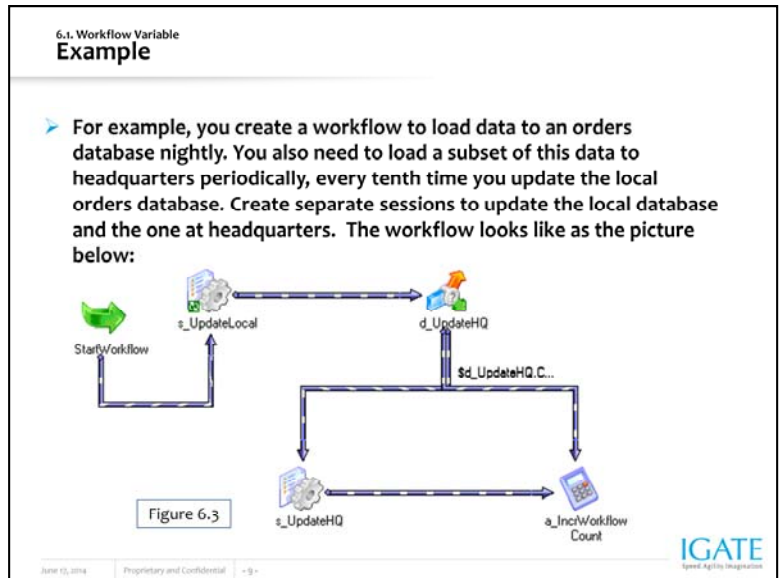 6.1. Workflow Variable
Example
➢ For example, you create a workflow to load data to an orders
database nightly. You also need to load a subset of this data to
headquarters periodically, every tenth time you update the local
orders database. Create separate sessions to update the local database
and the one at headquarters. The workflow looks like as the picture
below:
s_UpdateLocal
d_UpdateHQ
StartWorkflow
$d_UpdateHQ.C...
Figure 6.3
s_UpdateHQ
a_IncrWorkflow
Count
IGATE
Speed.Agility.Imagination
June 17, 2014 Proprietary and Confidential - 9 -